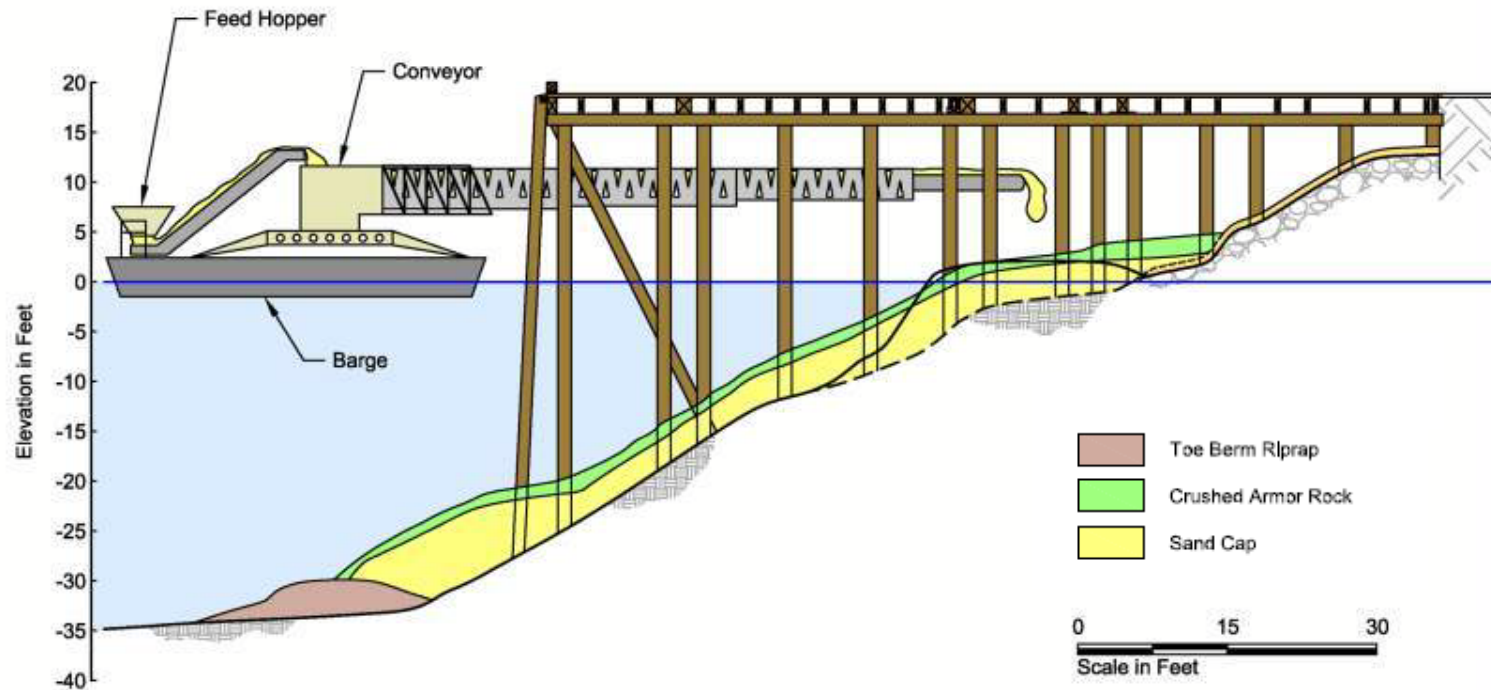 Feed Hopper
Conveyor
20
15
10
5
0
-5
-10
-15
-20
-25
-30
-35
-40
Elevation in Feet
Barge
Toe Berm RIprap
Crushed Armor Rock
Sand Cap
0 15 30
Scale in Feet